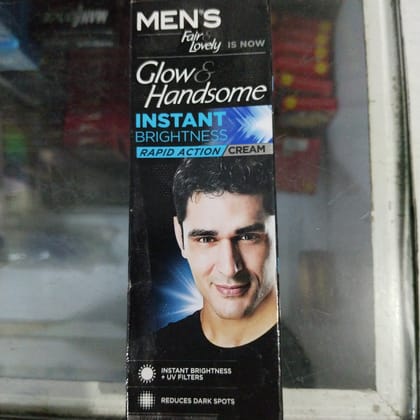 MEN'S
Fair &
Lovely IS NOW
Glow &
Handsome
INSTANT
BRIGHTNESS
RAPID ACTION CREAM
INSTANT BRIGHTNESS
+ UV FILTERS
REDUCES DARK SPOTS